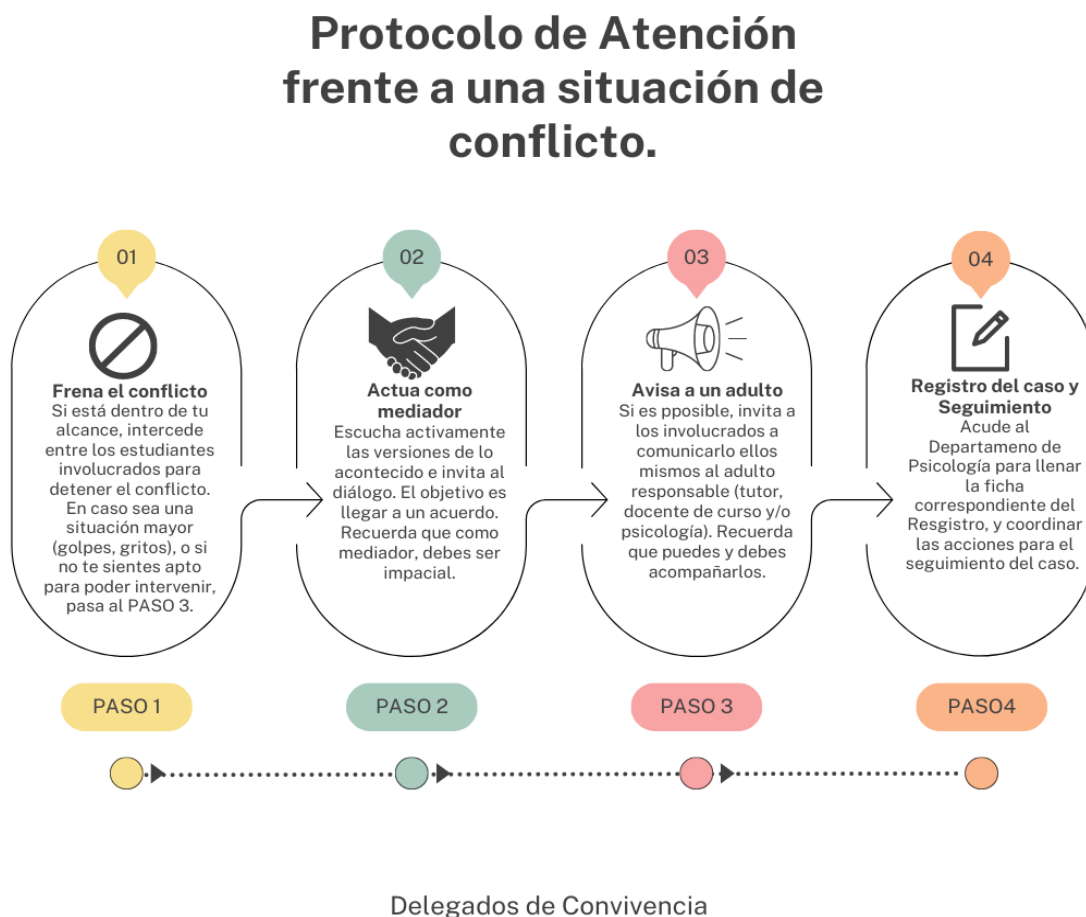 Protocolo de Atención
frente a una situación de
conflicto.
01
Frena el conflicto
Si está dentro de tu
alcance, intercede
entre los estudiantes
involucrados para
detener el conflicto.
En caso sea una
situación mayor
(golpes, gritos), o si
no te sientes apto
para poder intervenir,
pasa al PASO 3.
PASO 1
02
Actua como
mediador
Escucha activamente
las versiones de lo
acontecido e invita al
diálogo. El objetivo es
llegar a un acuerdo.
Recuerda que como
mediador, debes ser
impacial.
PASO 2
03
Avisa a un adulto
Si es pposible, invita a
los involucrados a
comunicarlo ellos
mismos al adulto
responsable (tutor,
docente de curso y/o
psicología). Recuerda
que puedes y debes
acompañarlos.
PASO 3
04
Registro del caso y
Seguimiento
Acude al
Departameno de
Psicología para llenar
la ficha
correspondiente del
Resgistro, y coordinar
las acciones para el
seguimiento del caso.
PASO4
Delegados de Convivencia